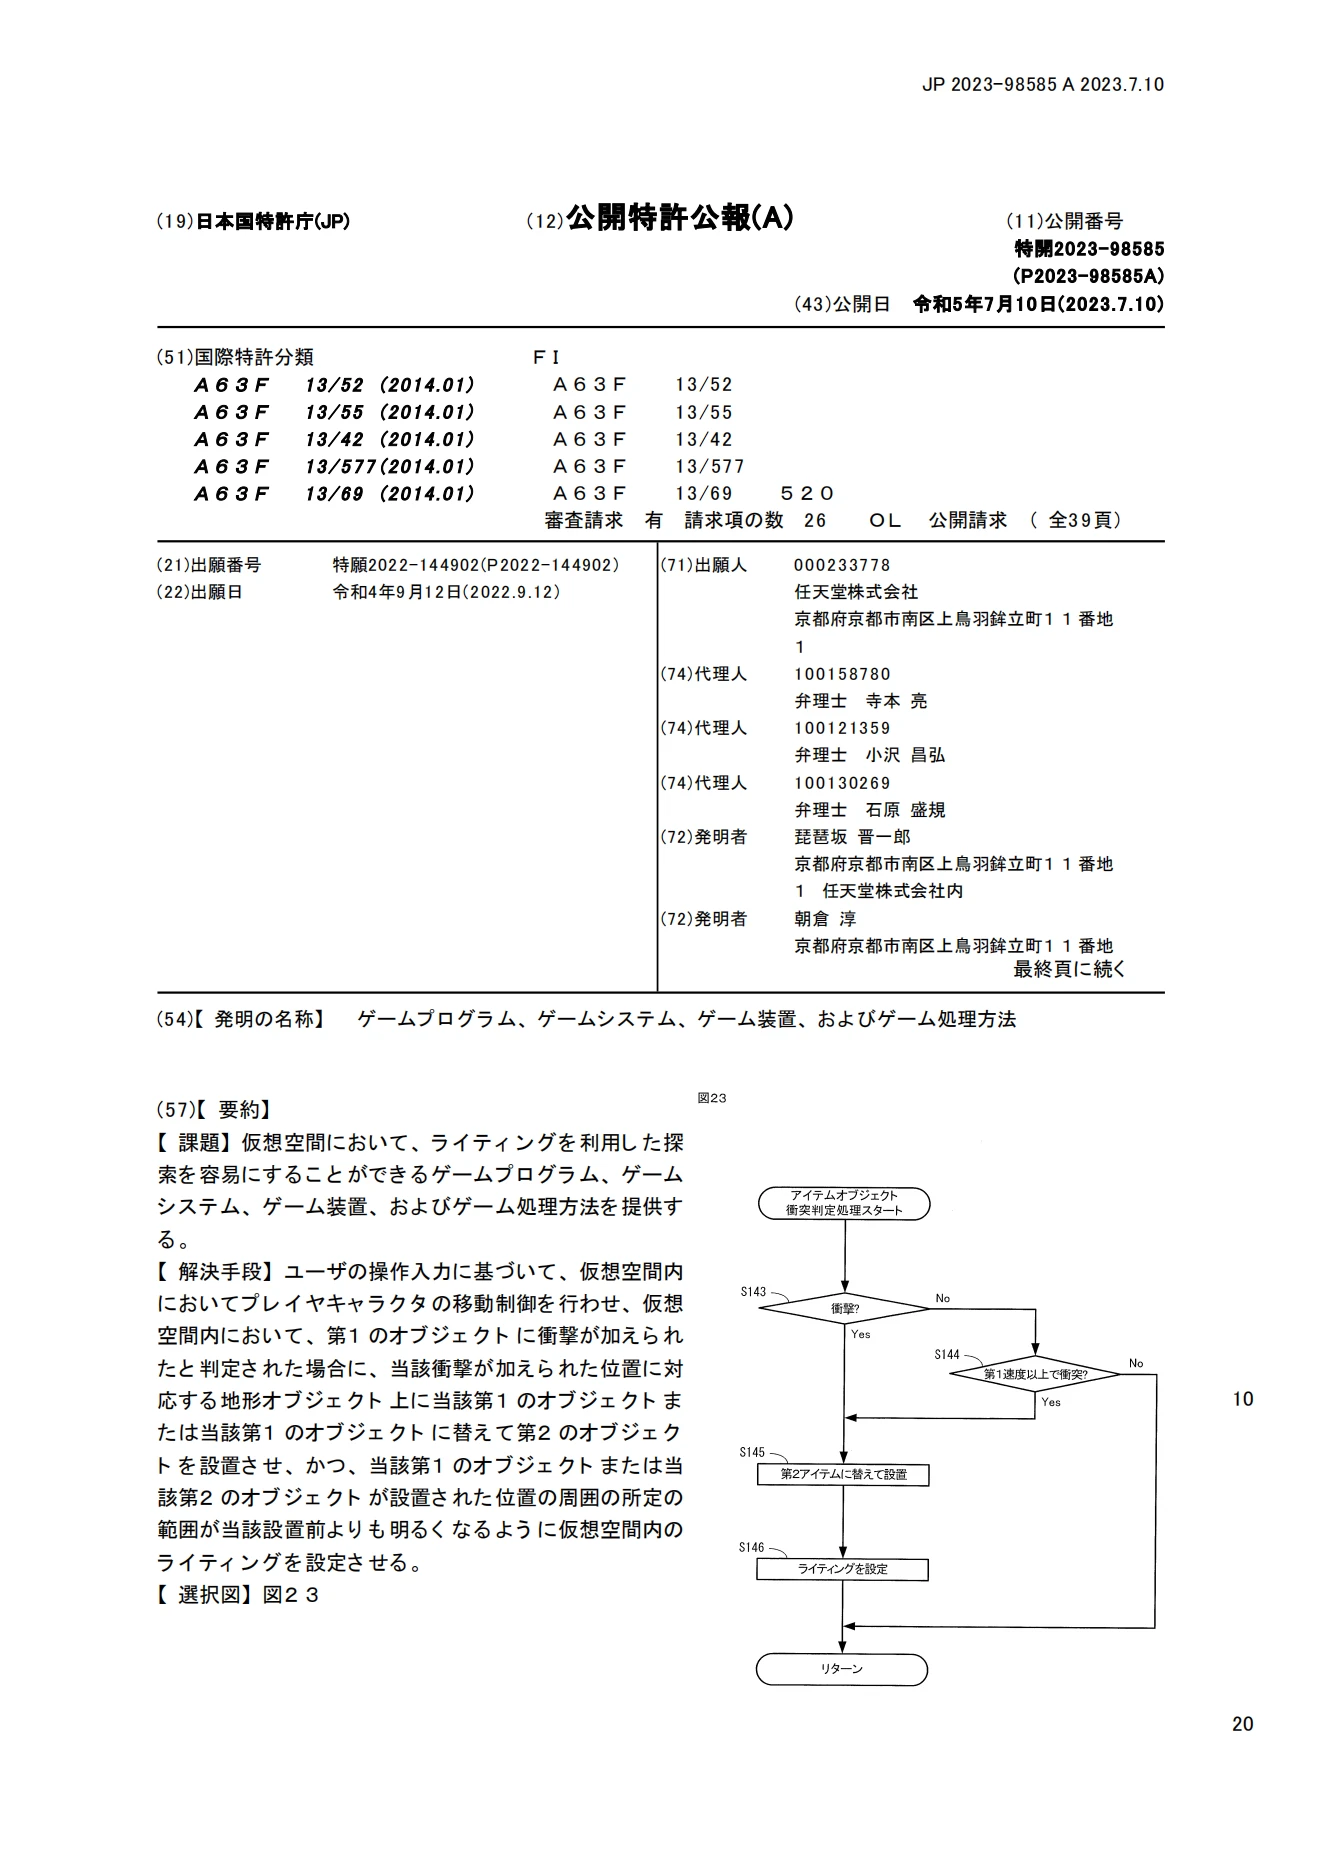 JP 2023-98585 A 2023.7.10
(19)日本国特許庁(JP)
(12)公開特許公報(A)
(11)公開番号
特開2023-98585
(P2023-98585A)
(43)公開日 令和5年7月10日(2023.7.10)
(51)国際特許分類 FI
A63F 13/52 (2014.01) A63F 13/52
A63F 13/55 (2014.01) A63F 13/55
A63F 13/42 (2014.01) A63F 13/42
A63F 13/577(2014.01) A63F 13/577
A63F 13/69 (2014.01) A63F 13/69 520
審査請求 有 請求項の数 26 OL 公開請求 (全39頁)
(21)出願番号 特願2022-144902(P2022-144902)
(22)出願日 令和4年9月12日(2022.9.12)
(71)出願人 000233778
任天堂株式会社
京都府京都市南区上鳥羽鉾立町11番地
1
(74)代理人 100158780
弁理士 寺本 亮
(74)代理人 100121359
弁理士 小沢 昌弘
(74)代理人 100130269
弁理士 石原 盛規
(72)発明者 琵琶坂 晋一郎
京都府京都市南区上鳥羽鉾立町11番地
1 任天堂株式会社内
(72)発明者 朝倉 淳
京都府京都市南区上鳥羽鉾立町11番地
最終頁に続く
(54)【発明の名称】 ゲームプログラム、ゲームシステム、ゲーム装置、およびゲーム処理方法
(57)【要約】
【課題】仮想空間において、ライティングを利用した探
索を容易にすることができるゲームプログラム、ゲーム
システム、ゲーム装置、およびゲーム処理方法を提供す
る。
【解決手段】ユーザの操作入力に基づいて、仮想空間内
においてプレイヤキャラクタの移動制御を行わせ、仮想
空間内において、第1のオブジェクトに衝撃が加えられ
たと判定された場合に、当該衝撃が加えられた位置に対
応する地形オブジェクト上に当該第1のオブジェクトま
たは当該第1のオブジェクトに替えて第2のオブジェク
トを設置させ、かつ、当該第1のオブジェクトまたは当
該第2のオブジェクトが設置された位置の周囲の所定の
範囲が当該設置前よりも明るくなるように仮想空間内の
ライティングを設定させる。
【選択図】図23
図23
アイテムオブジェクト
衝突判定処理スタート
S143
衝撃?
No
Yes
S144
第1速度以上で衝突?
No
Yes
S145
第2アイテムに替えて設置
S146
ライティングを設定
リターン
10
20